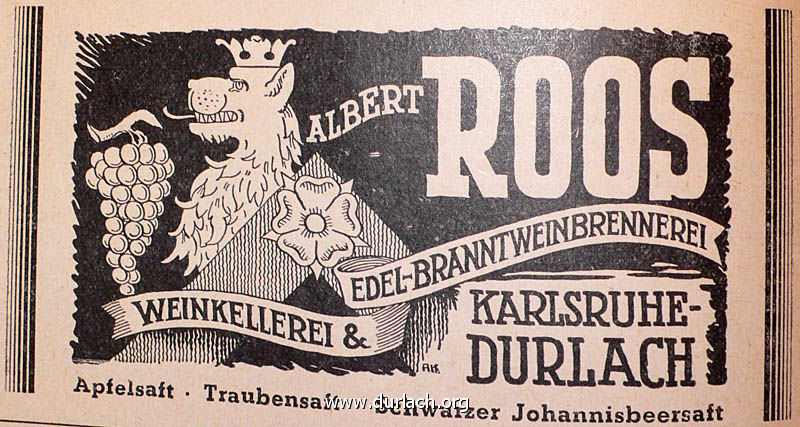 ALBERT ROOS
WEINKELLEREI &
EDEL-BRANNTWEINBRENNEREI
KARLSRUHE-
DURLACH
Apfelsaft · Traubensaft · Schwarzer Johannisbeersaft
www.durlach.org